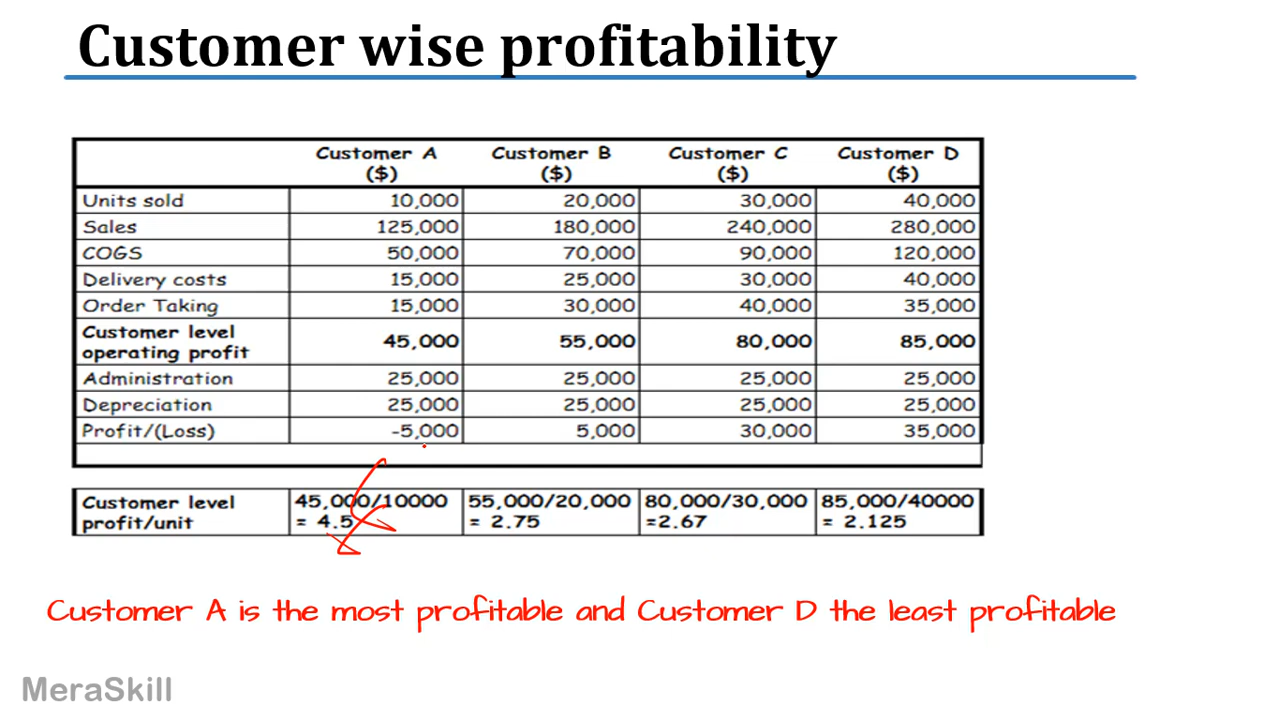 Customer wise profitability
Customer A ($) Customer B ($) Customer C ($) Customer D ($)
Units sold 10,000 20,000 30,000 40,000
Sales 125,000 180,000 240,000 280,000
COGS 50,000 70,000 90,000 120,000
Delivery costs 15,000 25,000 30,000 40,000
Order Taking 15,000 30,000 40,000 35,000
Customer level operating profit 45,000 55,000 80,000 85,000
Administration 25,000 25,000 25,000 25,000
Depreciation 25,000 25,000 25,000 25,000
Profit/(Loss) -5,000 5,000 30,000 35,000
Customer level profit/unit 45,000/10000 = 4.5 55,000/20,000 = 2.75 80,000/30,000 =2.67 85,000/40000 = 2.125
Customer A is the most profitable and Customer D the least profitable
MeraSkill